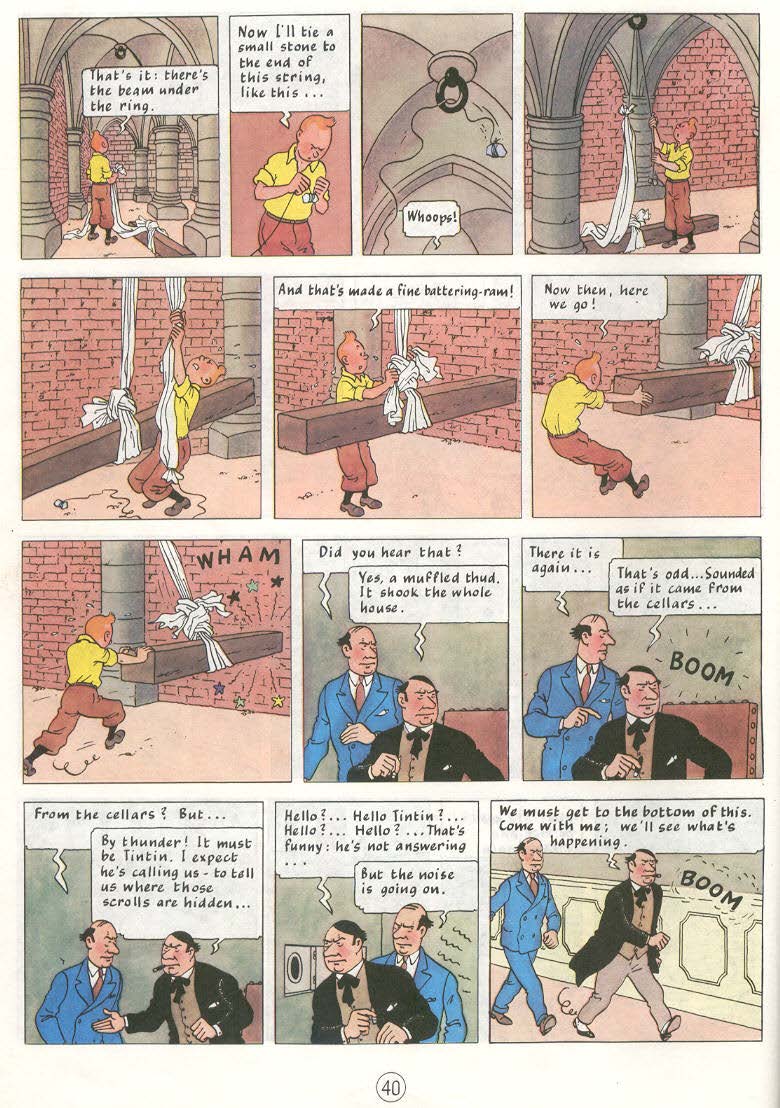 That's it: there's
the beam under
the ring.
Now I'll tie a
small stone to
the end of
this string,
like this ...
Whoops!
And that's made a fine battering-ram!
Now then, here
we go!
WHAM
Did you hear that?
Yes, a muffled thud.
It shook the whole
house.
There it is
again...
That's odd...Sounded
as if it came from
the cellars...
BOOM
From the cellars? But...
By thunder! It must
be Tintin. I expect
he's calling us - to tell
us where those
scrolls are hidden...
Hello?... Hello Tintin?...
Hello?... Hello? ...That's
funny: he's not answering
...
But the noise
is going on.
We must get to the bottom of this.
Come with me; we'll see what's
happening.
BOOM
40